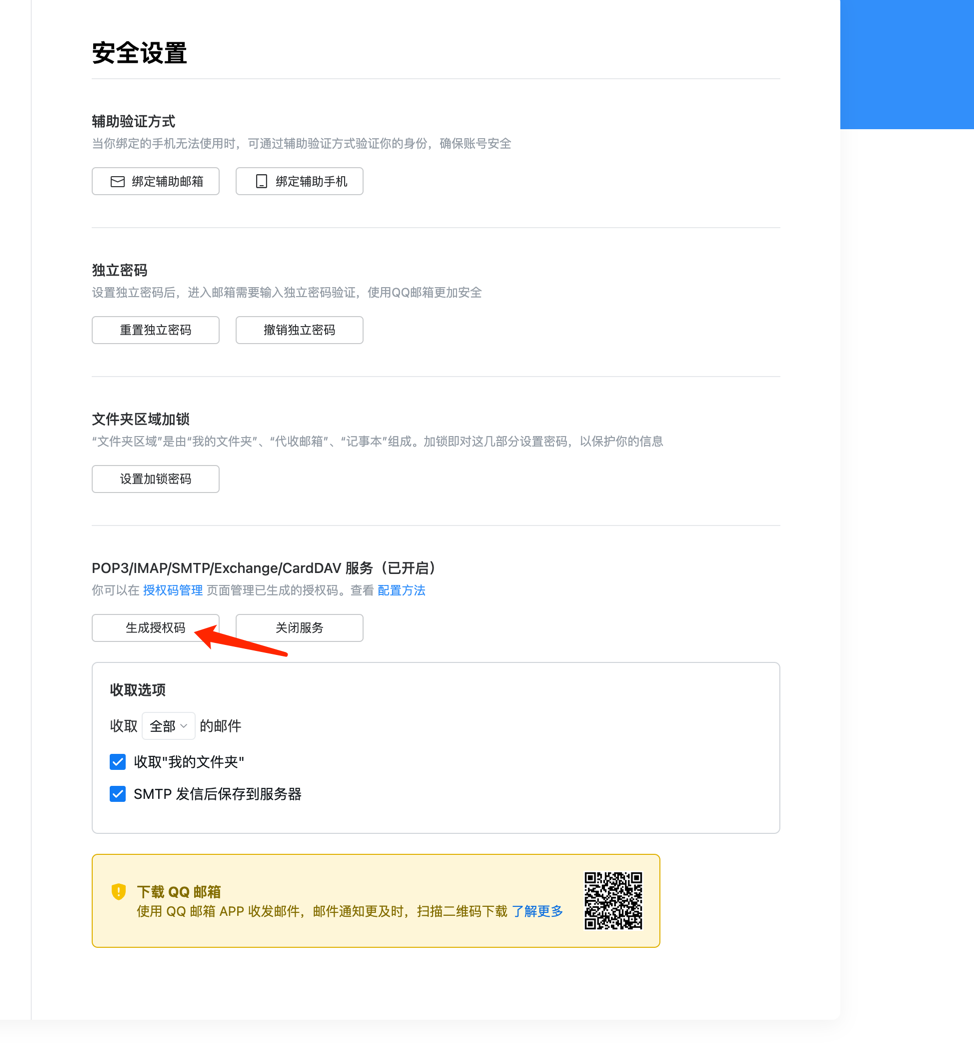 安全设置
辅助验证方式
当你绑定的手机无法使用时，可通过辅助验证方式验证你的身份，确保账号安全
绑定辅助邮箱 绑定辅助手机
独立密码
设置独立密码后，进入邮箱需要输入独立密码验证，使用QQ邮箱更加安全
重置独立密码 撤销独立密码
文件夹区域加锁
“文件夹区域”是由“我的文件夹”、“代收邮箱”、“记事本”组成。加锁即对这几部分设置密码，以保护你的信息
设置加锁密码
POP3/IMAP/SMTP/Exchange/CardDAV 服务（已开启）
你可以在 授权码管理 页面管理已生成的授权码。查看 配置方法
生成授权码 关闭服务
收取选项
收取 全部 的邮件
收取"我的文件夹"
SMTP 发信后保存到服务器
下载 QQ 邮箱
使用 QQ 邮箱 APP 收发邮件，邮件通知更及时，扫描二维码下载 了解更多